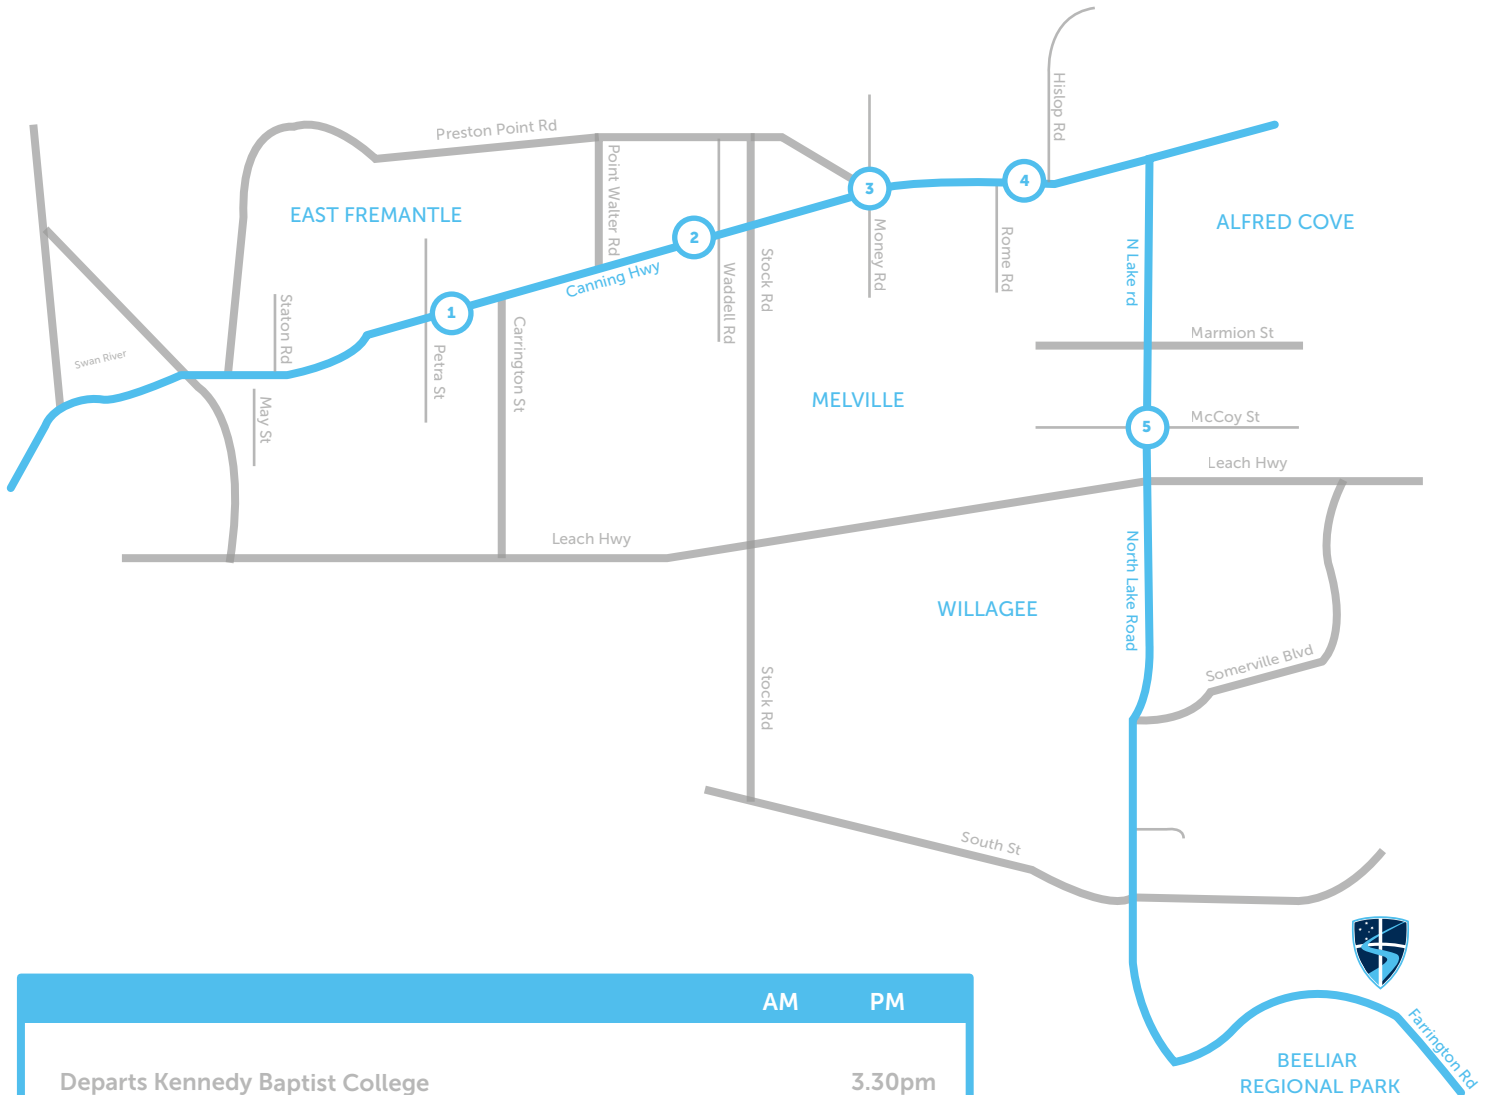 Hislop Rd
Preston Point Rd
Point Walter Rd
EAST FREMANTLE
3
4
ALFRED COVE
2
Money Rd
Rome Rd
N Lake rd
Canning Hwy
Stock Rd
Waddell Rd
Staton Rd
1
Carrington St
Marmion St
Swan River
Petra St
MELVILLE
May St
5
McCoy St
Leach Hwy
Leach Hwy
North Lake Road
WILLAGEE
Somerville Blvd
Stock Rd
South St
AM PM
Departs Kennedy Baptist College 3.30pm
Farrington Rd
BEELIAR
REGIONAL PARK